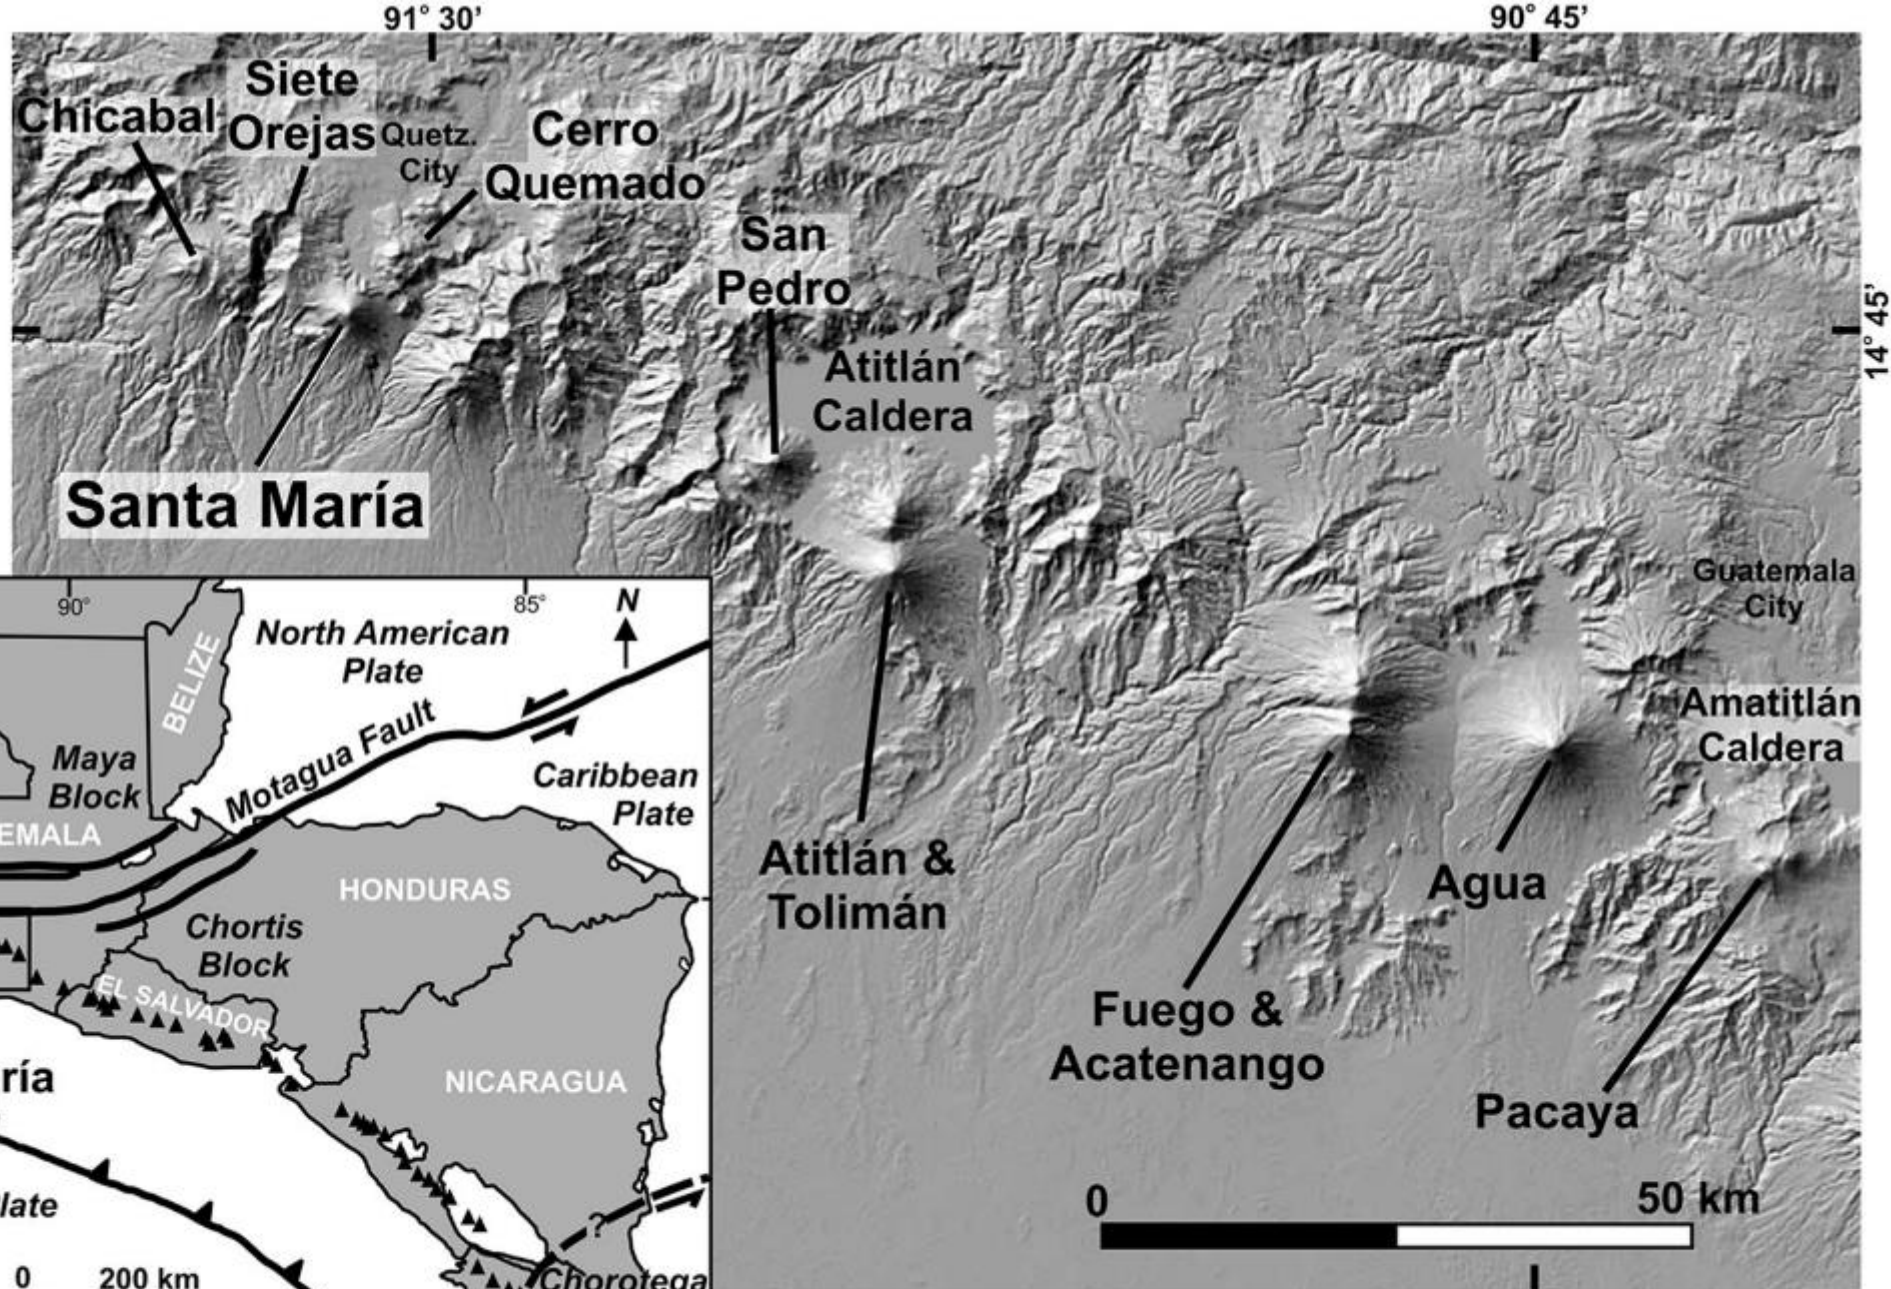 91° 30’
90° 45’
Chicabal
Siete
Orejas
Quetz.
City
Cerro
Quemado
San
Pedro
14° 45’
Atitlán
Caldera
Santa María
Guatemala
City
Amatitlán
Caldera
Atitlán &
Tolimán
Agua
Fuego &
Acatenango
Pacaya
0
50 km
90°
85°
N
North American
Plate
BELIZE
Maya
Block
Motagua Fault
Caribbean
Plate
EMALA
HONDURAS
Chortis
Block
EL SALVADOR
ría
NICARAGUA
late
?
0
200 km
Chorotega